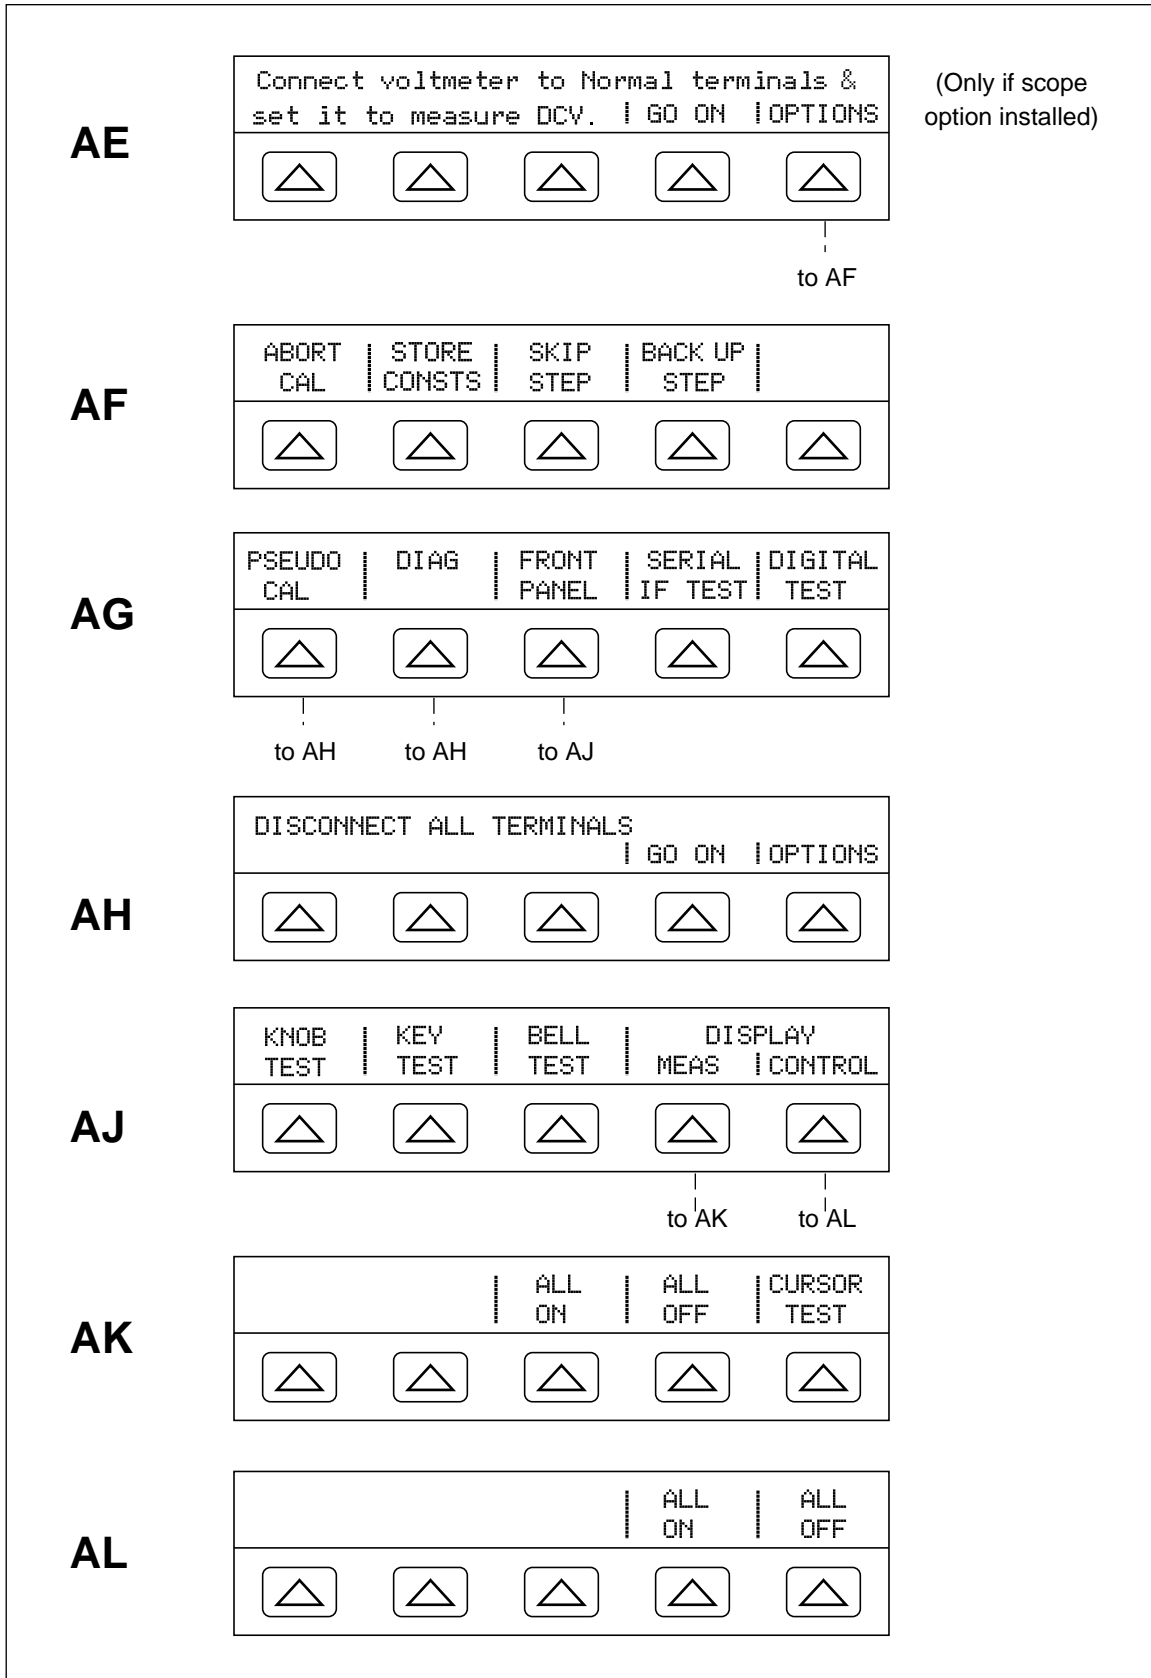 Connect voltmeter to Normal terminals &
set it to measure DCV. | GO ON | OPTIONS
(Only if scope
option installed)
AE
to AF
ABORT | STORE | SKIP | BACK UP |
CAL | CONSTS | STEP | STEP |
AF
PSEUDO | DIAG | FRONT | SERIAL | DIGITAL
CAL | | PANEL | IF TEST | TEST
AG
to AH to AH to AJ
DISCONNECT ALL TERMINALS
| GO ON | OPTIONS
AH
KNOB | KEY | BELL | DISPLAY
TEST | TEST | TEST | MEAS | CONTROL
AJ
to AK to AL
| ALL | ALL | CURSOR
| ON | OFF | TEST
AK
| ALL | ALL
| ON | OFF
AL